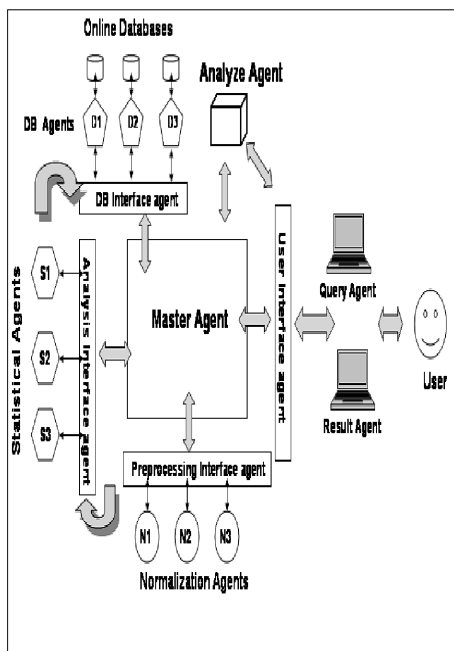 Online Databases
Analyze Agent
DB Agents
D1 D2 D3
DB Interface agent
Statistical Agents
S1
S2
S3
Analysis Interface agent
Master Agent
User Interface agent
Query Agent
User
Result Agent
Preprocessing Interface agent
N1 N2 N3
Normalization Agents